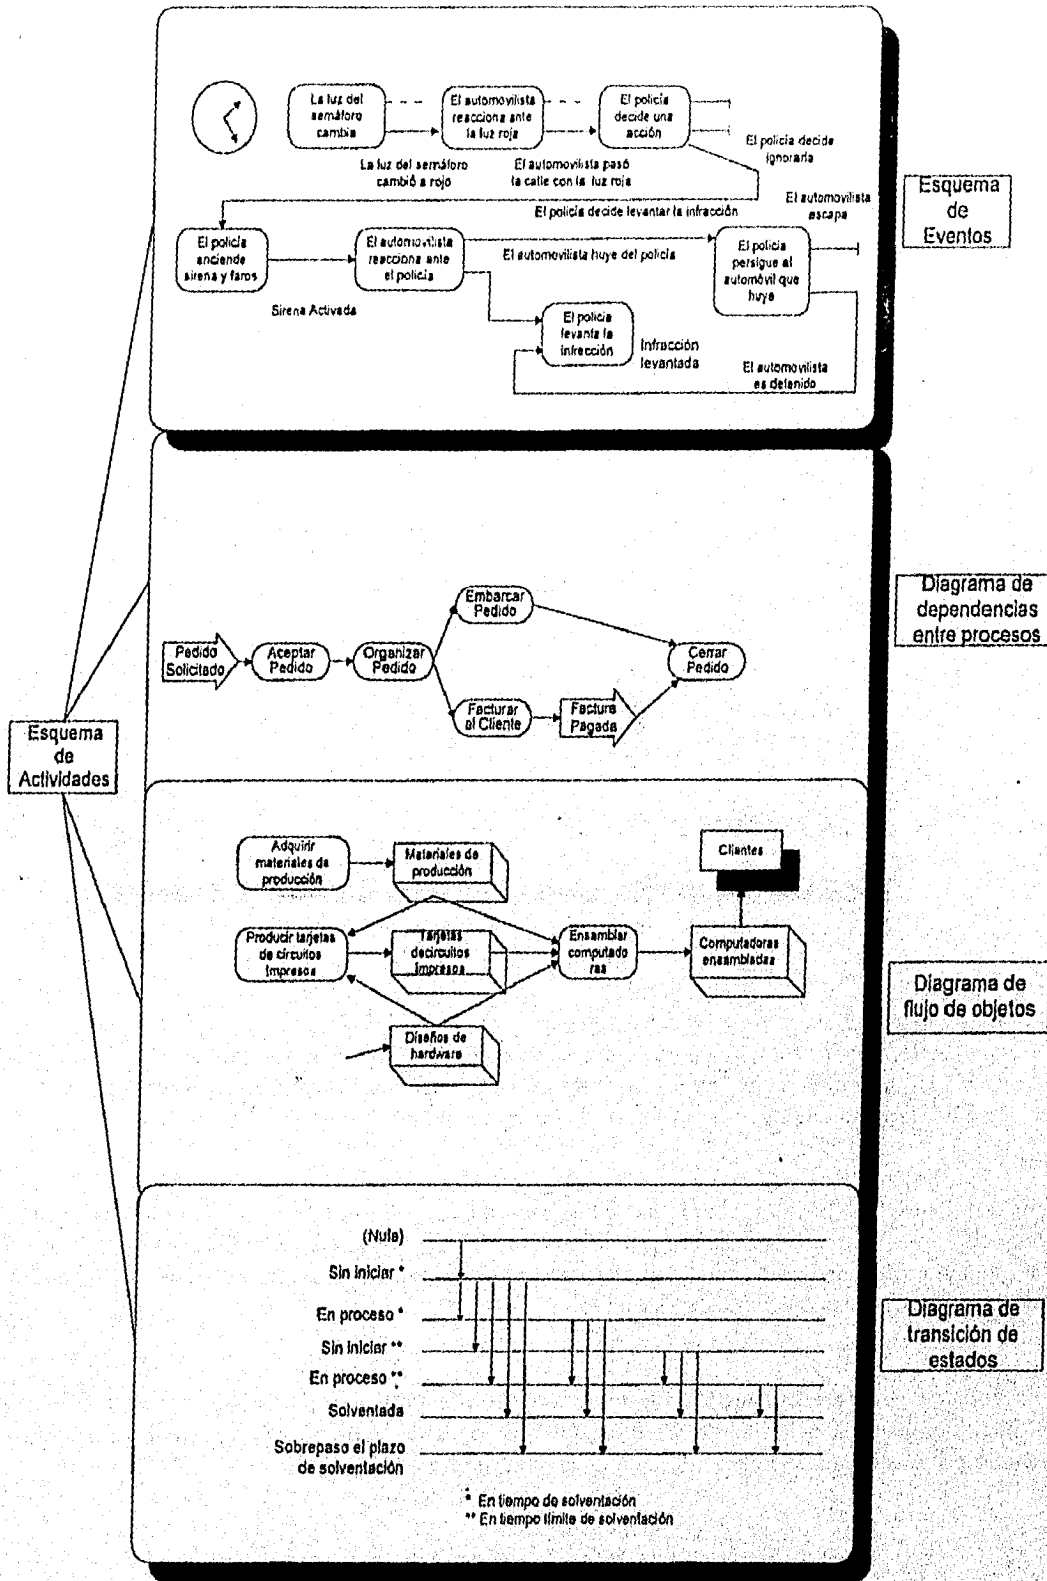 La luz del
semáforo
cambia
El automovilista
reacciona ante
la luz roja
El policía
decide una
acción
El policía decide
ignorarla
La luz del semáforo
cambió a rojo
El automovilista pasó
la calle con la luz roja
El automovilista
escapa
El policía decide levantar la infracción
El policía
enciende
sirena y faros
El automovilista
reacciona ante
el policía
El automovilista huye del policía
El policía
persigue al
automóvil que
huye
Sirena Activada
El policía
levanta la
infracción
Infracción
levantada
El automovilista
es detenido
Esquema
de
Eventos
Diagrama de
dependencias
entre procesos
Embarcar
Pedido
Pedido
Solicitado
Aceptar
Pedido
Organizar
Pedido
Cerrar
Pedido
Facturar
al Cliente
Factura
Pagada
Esquema
de
Actividades
Adquirir
materiales de
producción
Materiales de
producción
Clientes
Producir tarjetas
de circuitos
Impresos
Tarjetas
decircuitos
Impresos
Ensamblar
computado
ras
Computadoras
ensambladas
Diseños de
hardware
Diagrama de
flujo de objetos
(Nula)
Sin iniciar *
En proceso *
Sin iniciar **
En proceso **
Solventada
Sobrepaso el plazo
de solventación
* En tiempo de solventación
** En tiempo límite de solventación
Diagrama de
transición de
estados